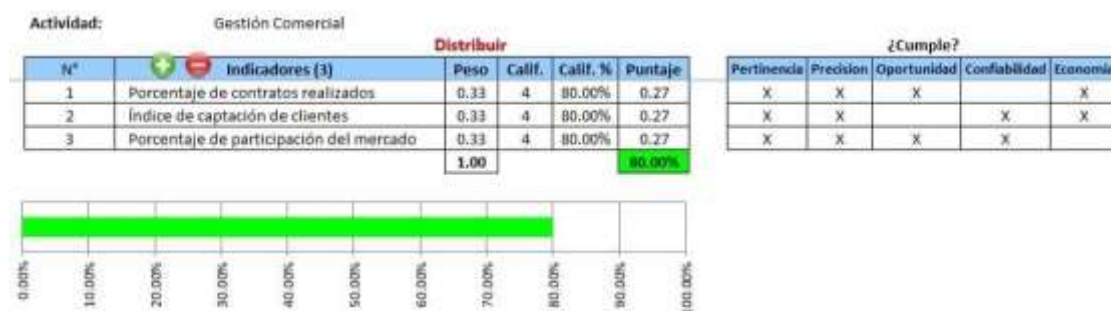 Actividad: Gestión Comercial
Distribuir ¿Cumple?
N° Indicadores (3) Peso Calif. Calif. % Puntaje Pertinencia Precision Oportunidad Confiabilidad Economía
1 Porcentaje de contratos realizados 0.33 4 80.00% 0.27 X X X X
2 Índice de captación de clientes 0.33 4 80.00% 0.27 X X X X
3 Porcentaje de participación del mercado 0.33 4 80.00% 0.27 X X X X
1.00 80.00%
0.00% 10.00% 20.00% 30.00% 40.00% 50.00% 60.00% 70.00% 80.00% 90.00% 100.00%